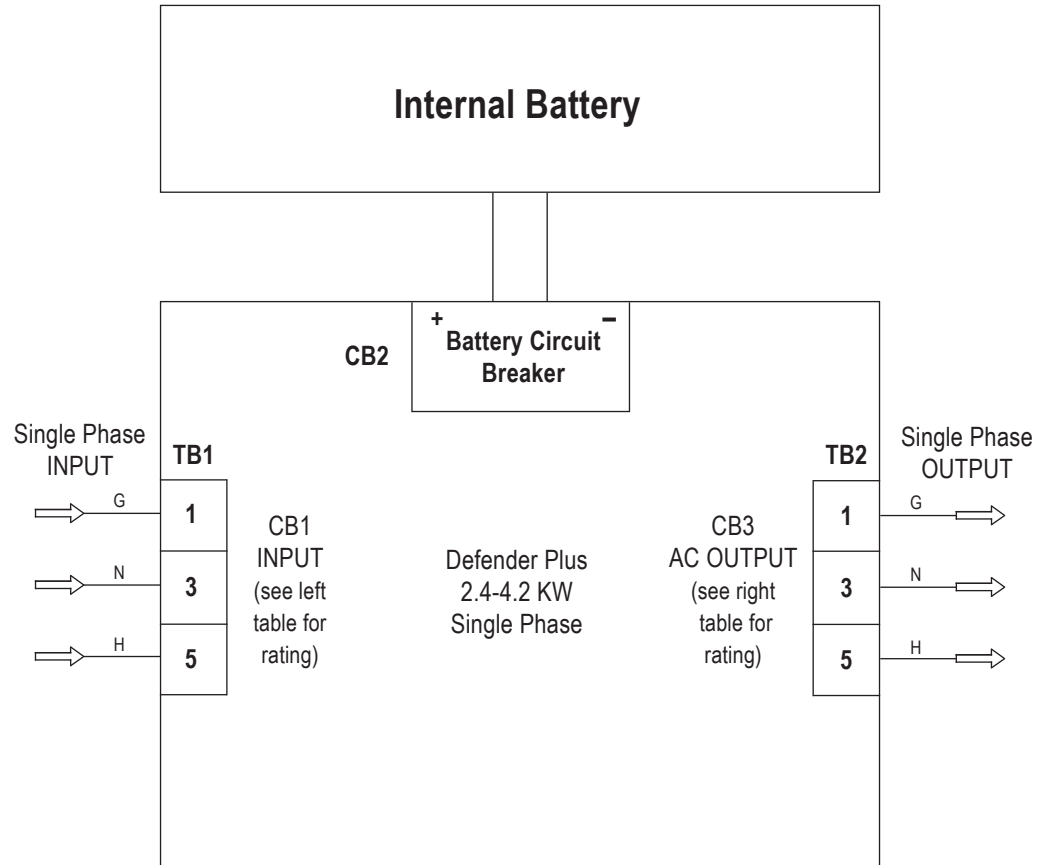 Internal Battery
+ −
Battery Circuit
Breaker
CB2
Single Phase
INPUT
TB1
G
1
N
3
H
5
CB1
INPUT
(see left
table for
rating)
Defender Plus
2.4-4.2 KW
Single Phase
CB3
AC OUTPUT
(see right
table for
rating)
TB2
1
3
5
Single Phase
OUTPUT
G
N
H